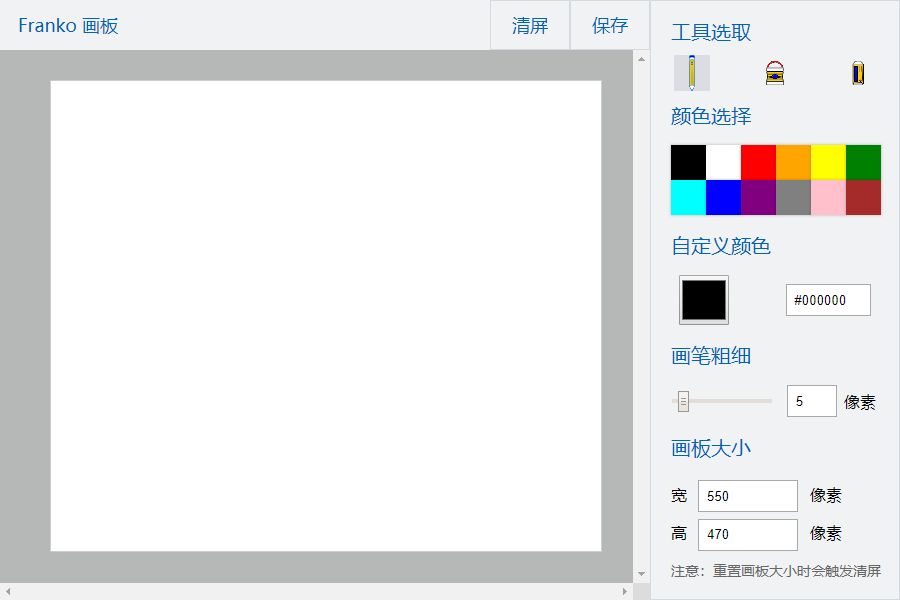 Franko 画板
清屏
保存
工具选取
颜色选择
自定义颜色
#000000
画笔粗细
5 像素
画板大小
宽 550 像素
高 470 像素
注意：重置画板大小时会触发清屏